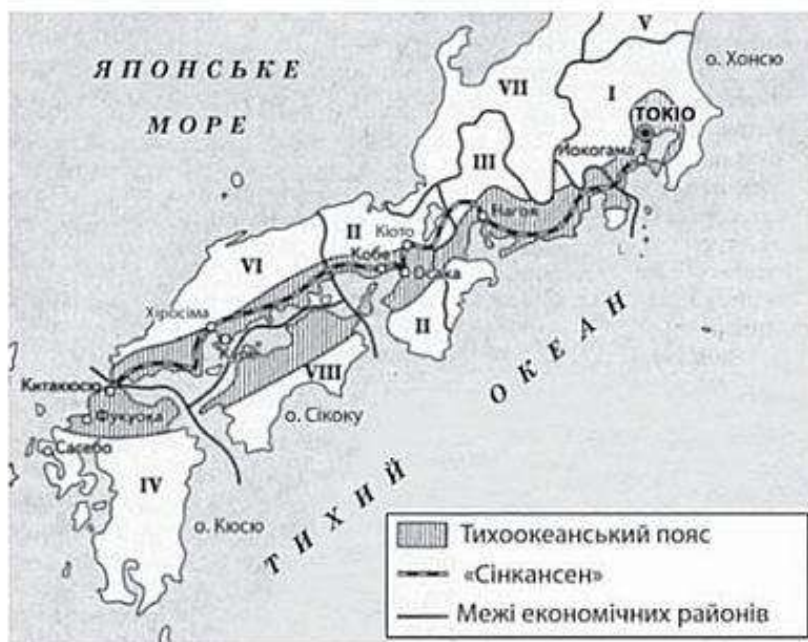 ЯПОНСЬКЕ
МОРЕ
V
о. Хонсю
VII
I
ТОКІО
Йокогама
III
Нагоя
II
Кіото
Кобе
Осака
VI
II
Хіросіма
Куре
VIII
Китакюсю
Фукуока
о. Сікоку
Сасебо
IV
о. Кюсю
ТИХИЙ ОКЕАН
Тихоокеанський пояс
«Сінкансен»
Межі економічних районів